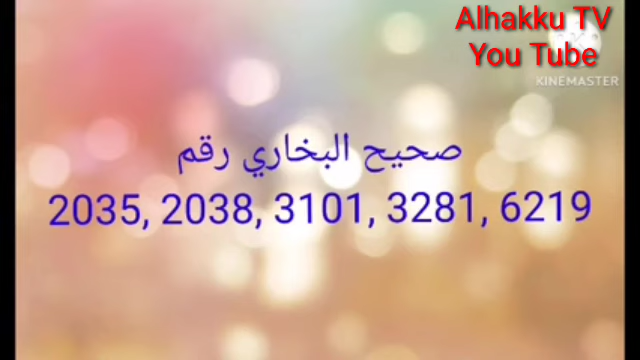 Alhakku TV
You Tube
KINEMASTER
صحيح البخاري رقم
2035, 2038, 3101, 3281, 6219